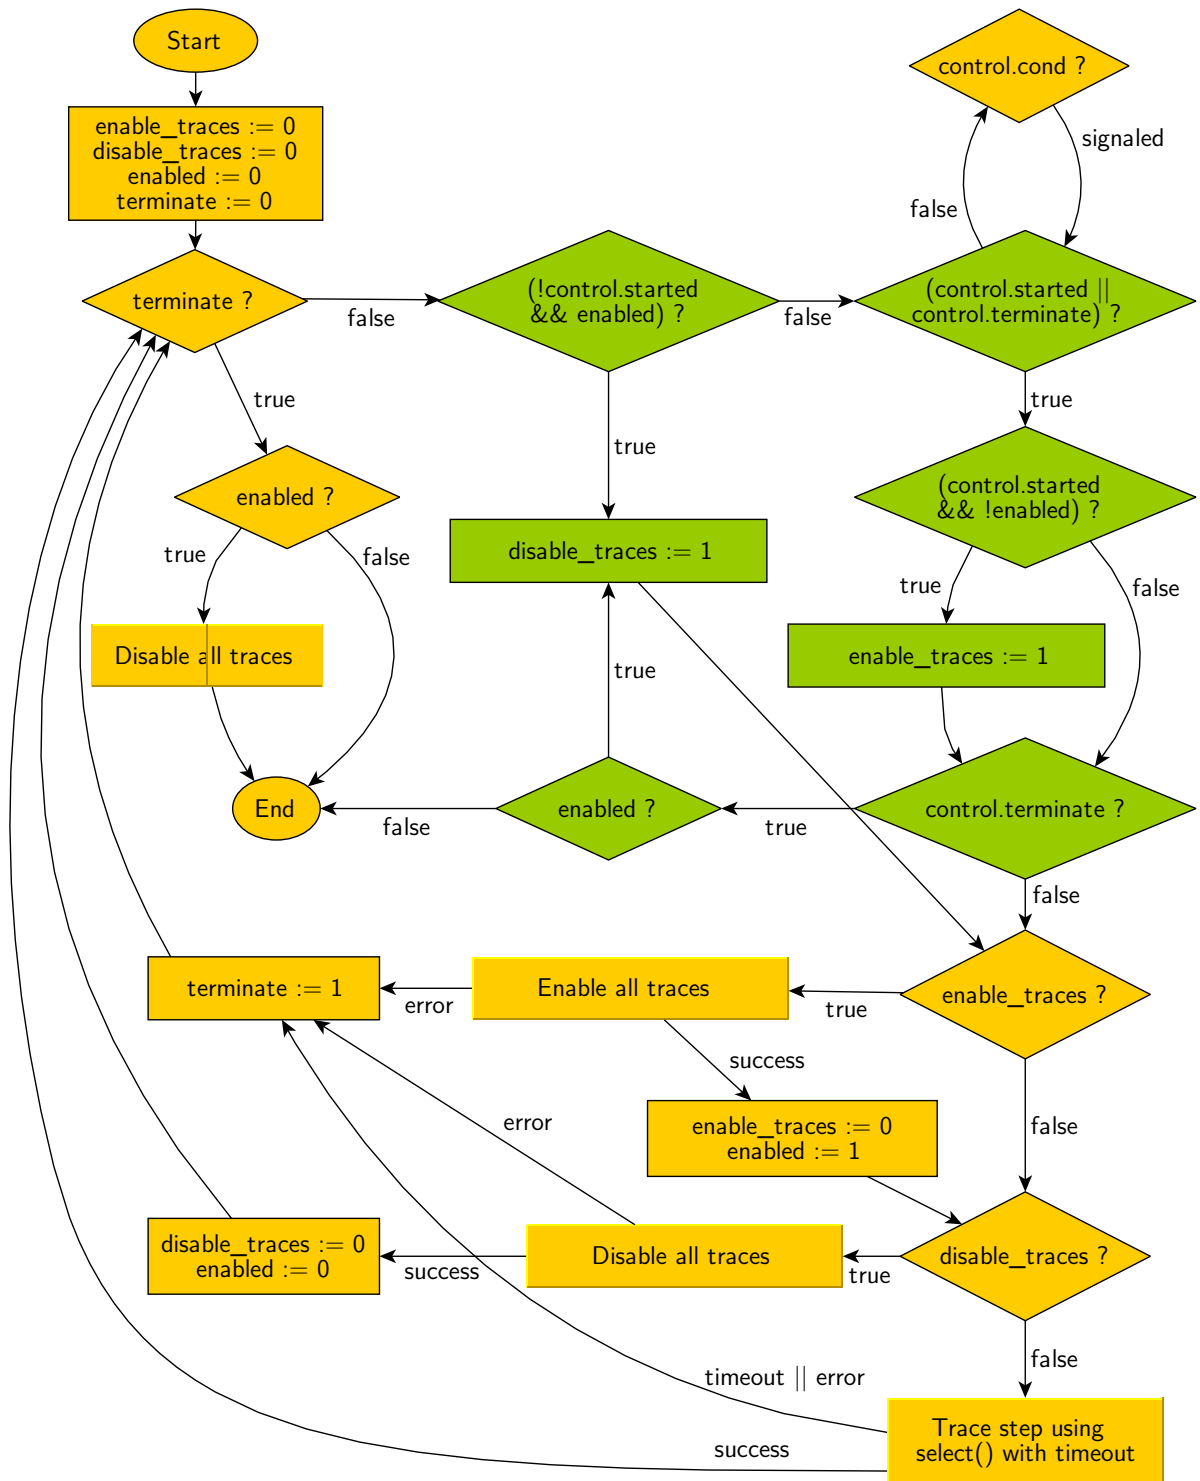 Start
control.cond ?
enable_traces := 0
disable_traces := 0
enabled := 0
terminate := 0
signaled
false
terminate ?
false
(!control.started
&& enabled) ?
false
(control.started ||
control.terminate) ?
true
true
true
enabled ?
(control.started
&& !enabled) ?
true
false
disable_traces := 1
true
false
Disable all traces
true
enable_traces := 1
End
false
enabled ?
true
control.terminate ?
false
terminate := 1
error
Enable all traces
true
enable_traces ?
success
error
enable_traces := 0
enabled := 1
false
disable_traces := 0
enabled := 0
success
Disable all traces
true
disable_traces ?
false
timeout || error
success
Trace step using
select() with timeout